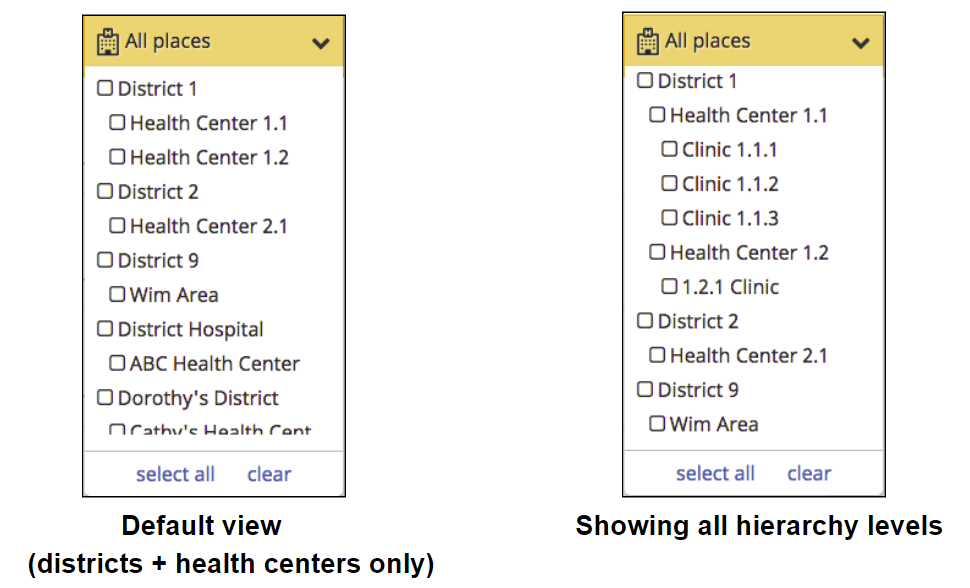 All places
District 1
Health Center 1.1
Health Center 1.2
District 2
Health Center 2.1
District 9
Wim Area
District Hospital
ABC Health Center
Dorothy's District
Cathy's Health Cent
select all clear
Default view
(districts + health centers only)
All places
District 1
Health Center 1.1
Clinic 1.1.1
Clinic 1.1.2
Clinic 1.1.3
Health Center 1.2
1.2.1 Clinic
District 2
Health Center 2.1
District 9
Wim Area
select all clear
Showing all hierarchy levels